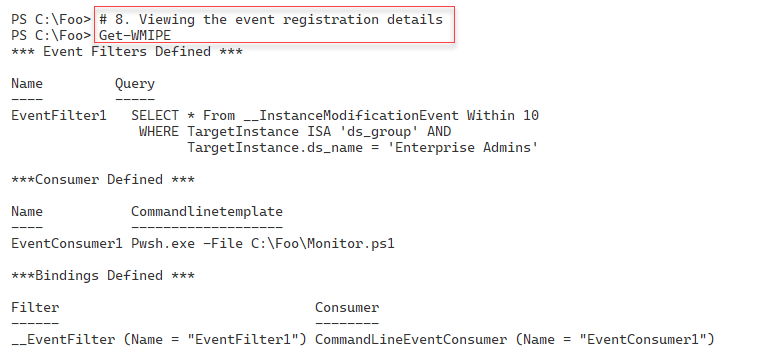 PS C:\Foo> # 8. Viewing the event registration details
PS C:\Foo> Get-WMIPE
*** Event Filters Defined ***
Name Query
---- -----
EventFilter1 SELECT * From __InstanceModificationEvent Within 10
WHERE TargetInstance ISA 'ds_group' AND
TargetInstance.ds_name = 'Enterprise Admins'
***Consumer Defined ***
Name Commandlinetemplate
---- -------------------
EventConsumer1 Pwsh.exe -File C:\Foo\Monitor.ps1
***Bindings Defined ***
Filter Consumer
------ --------
__EventFilter (Name = "EventFilter1") CommandLineEventConsumer (Name = "EventConsumer1")